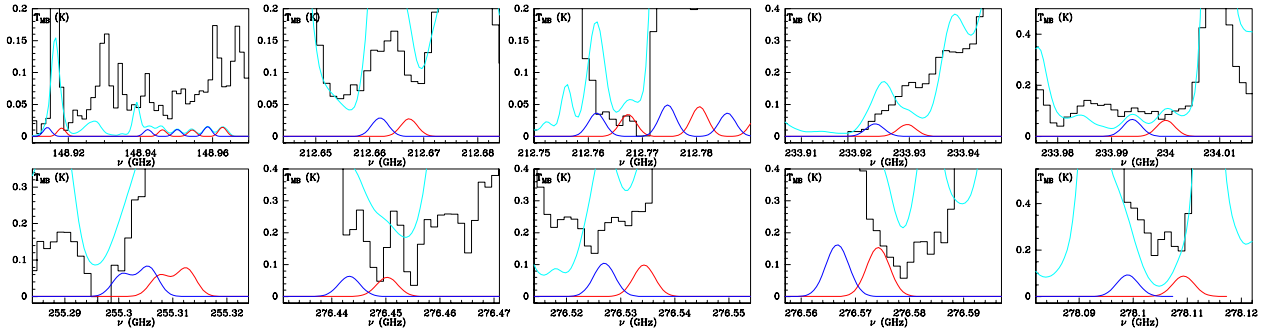 T_MB (K) T_MB (K) T_MB (K) T_MB (K) T_MB (K)
0.2 0.2 0.2 0.4
0.15 0.15 0.15 0.3 0.4
0.1 0.1 0.1 0.2
0.05 0.05 0.05 0.1 0.2
0 0 0 0 0
148.92 148.94 148.96 212.65 212.66 212.67 212.68 212.75 212.76 212.77 212.78 233.91 233.92 233.93 233.94 233.98 233.99 234 234.01
ν (GHz) ν (GHz) ν (GHz) ν (GHz) ν (GHz)
T_MB (K) T_MB (K) T_MB (K) T_MB (K) T_MB (K)
0.4 0.4 0.4
0.3 0.3 0.3 0.3 0.4
0.2 0.2 0.2 0.2
0.1 0.1 0.1 0.1 0.2
0 0 0 0 0
255.29 255.3 255.31 255.32 276.44 276.45 276.46 276.47 276.52 276.53 276.54 276.55 276.56 276.57 276.58 276.59 278.09 278.1 278.11 278.12
ν (GHz) ν (GHz) ν (GHz) ν (GHz) ν (GHz)